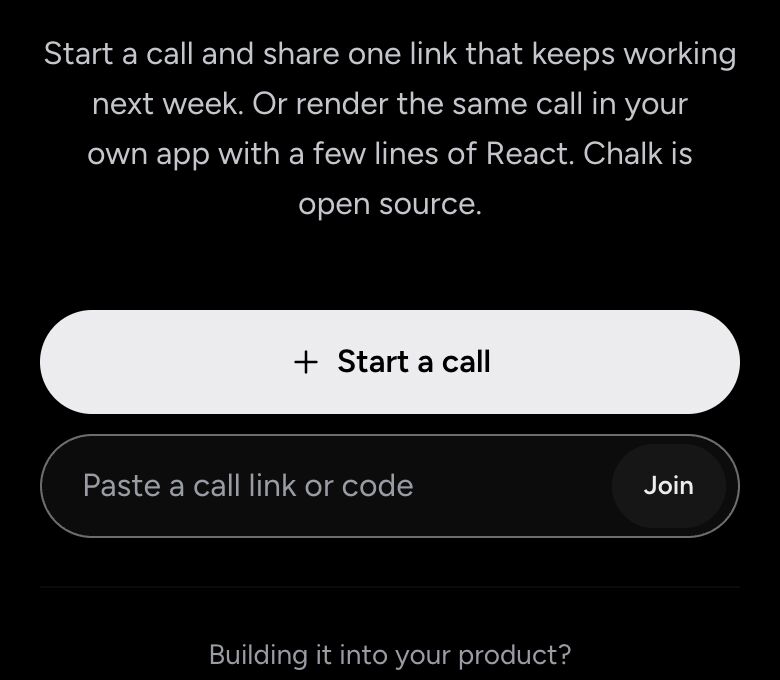 Start a call and share one link that keeps working
next week. Or render the same call in your
own app with a few lines of React. Chalk is
open source.
Start a call
Paste a call link or code
Join
Building it into your product?